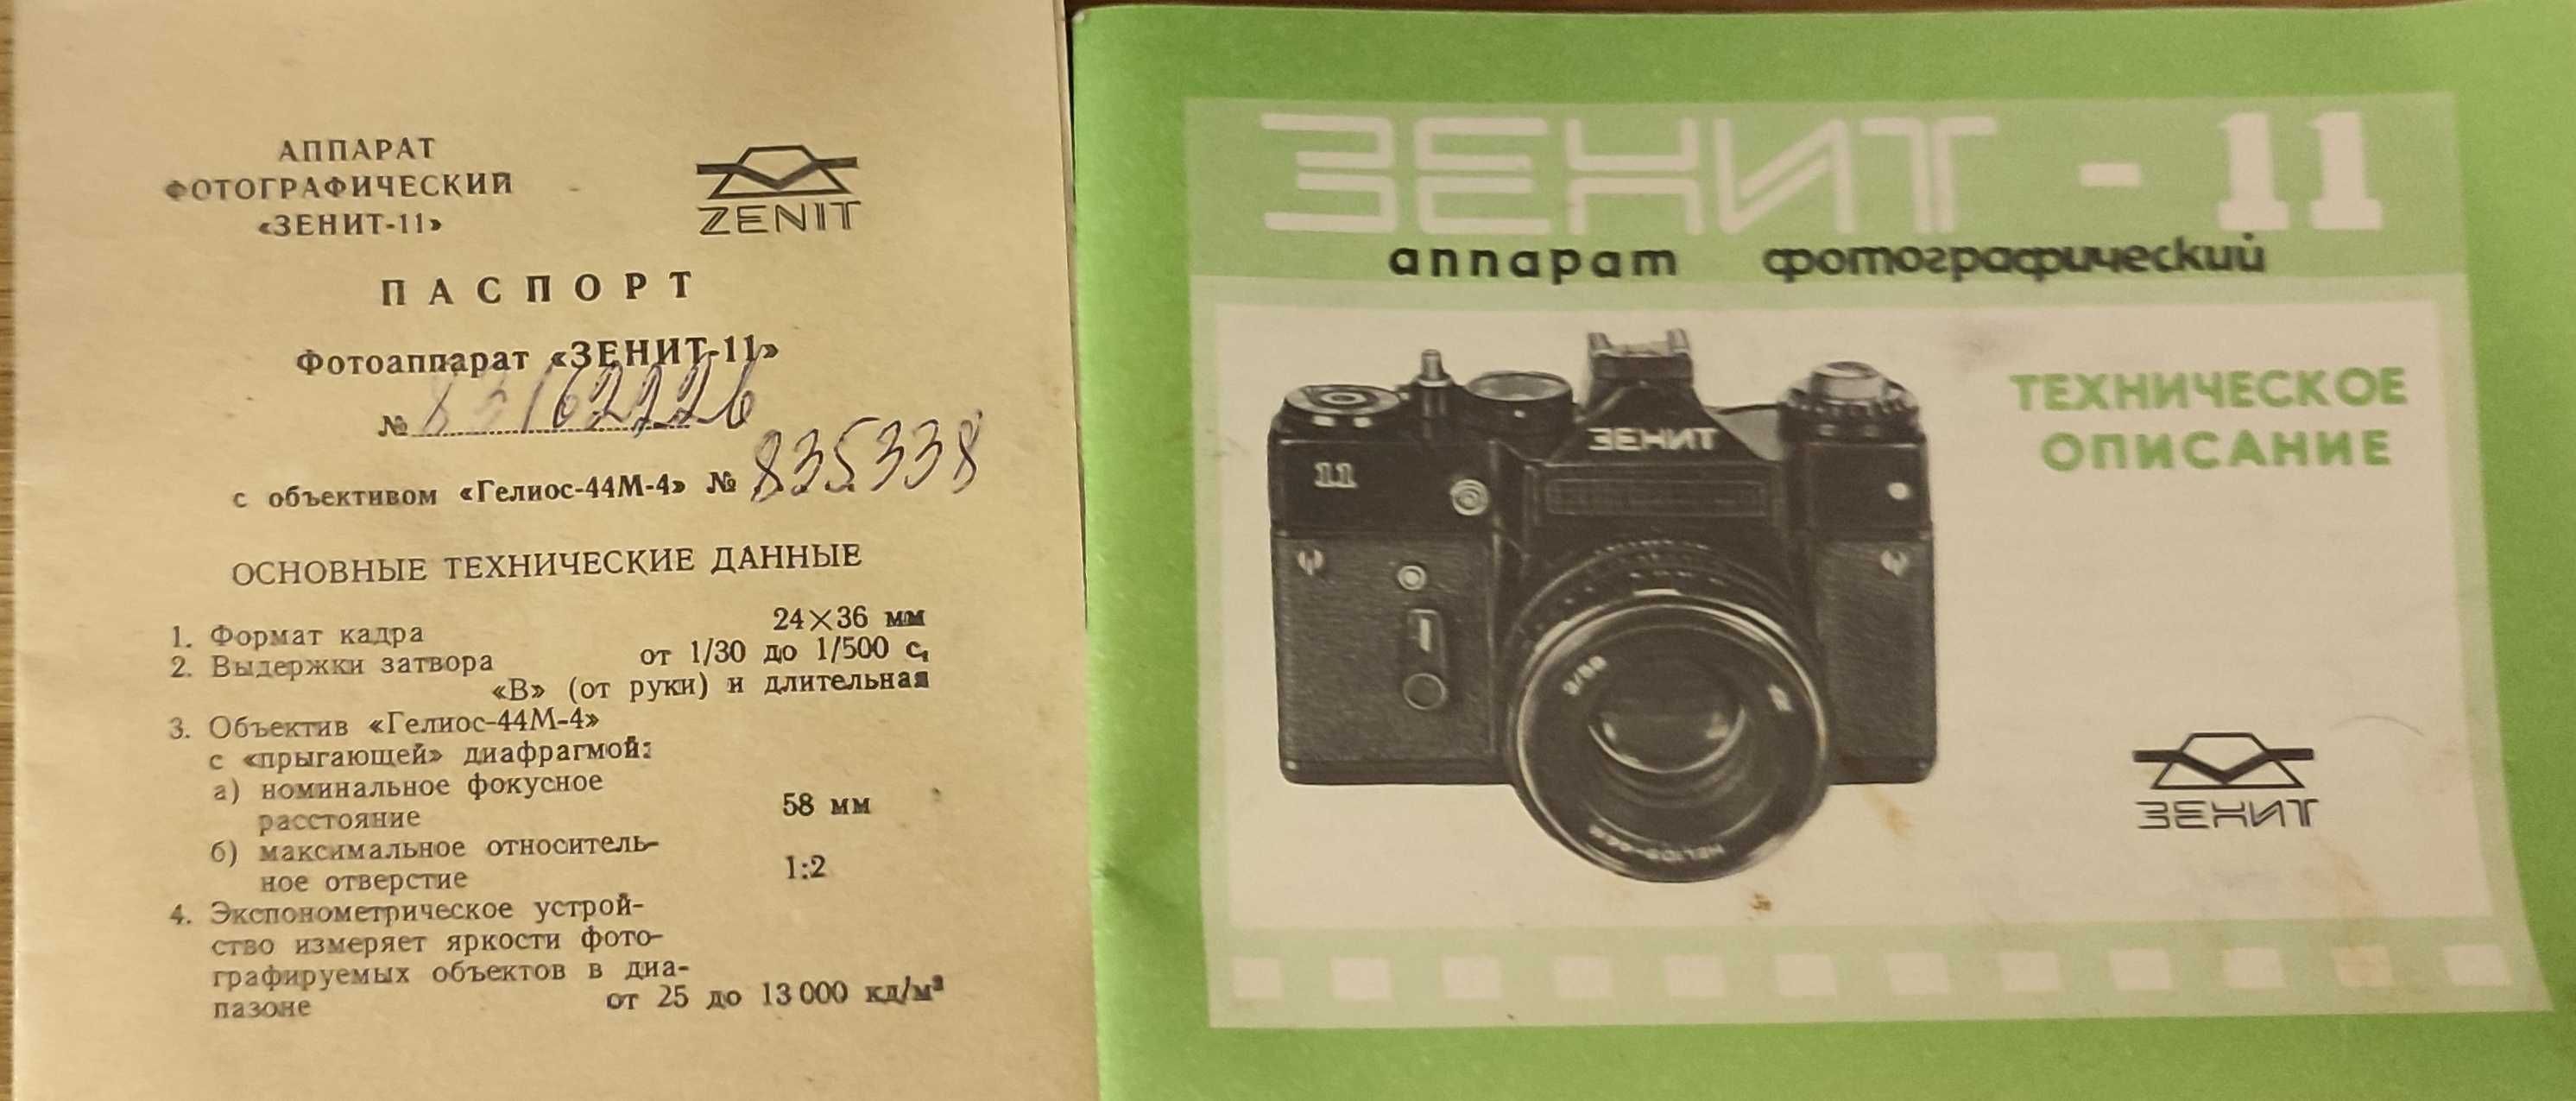 АППАРАТ
ФОТОГРАФИЧЕСКИЙ
«ЗЕНИТ-11»
ZENIT
ПАСПОРТ
Фотоаппарат «ЗЕНИТ-11»
№ 83162226
с объективом «Гелиос-44М-4» № 835338
ОСНОВНЫЕ ТЕХНИЧЕСКИЕ ДАННЫЕ
1. Формат кадра 24×36 мм
2. Выдержки затвора от 1/30 до 1/500 с,
«В» (от руки) и длительная
3. Объектив «Гелиос-44М-4»
с «прыгающей» диафрагмой:
а) номинальное фокусное
расстояние 58 мм
б) максимальное относитель-
ное отверстие 1:2
4. Экспонометрическое устрой-
ство измеряет яркости фото-
графируемых объектов в диа-
пазоне от 25 до 13 000 кд/м²
ЗЕНИТ - 11
аппарат фотографический
ТЕХНИЧЕСКОЕ
ОПИСАНИЕ
ЗЕНИТ
11
2/58
ЗЕНИТ